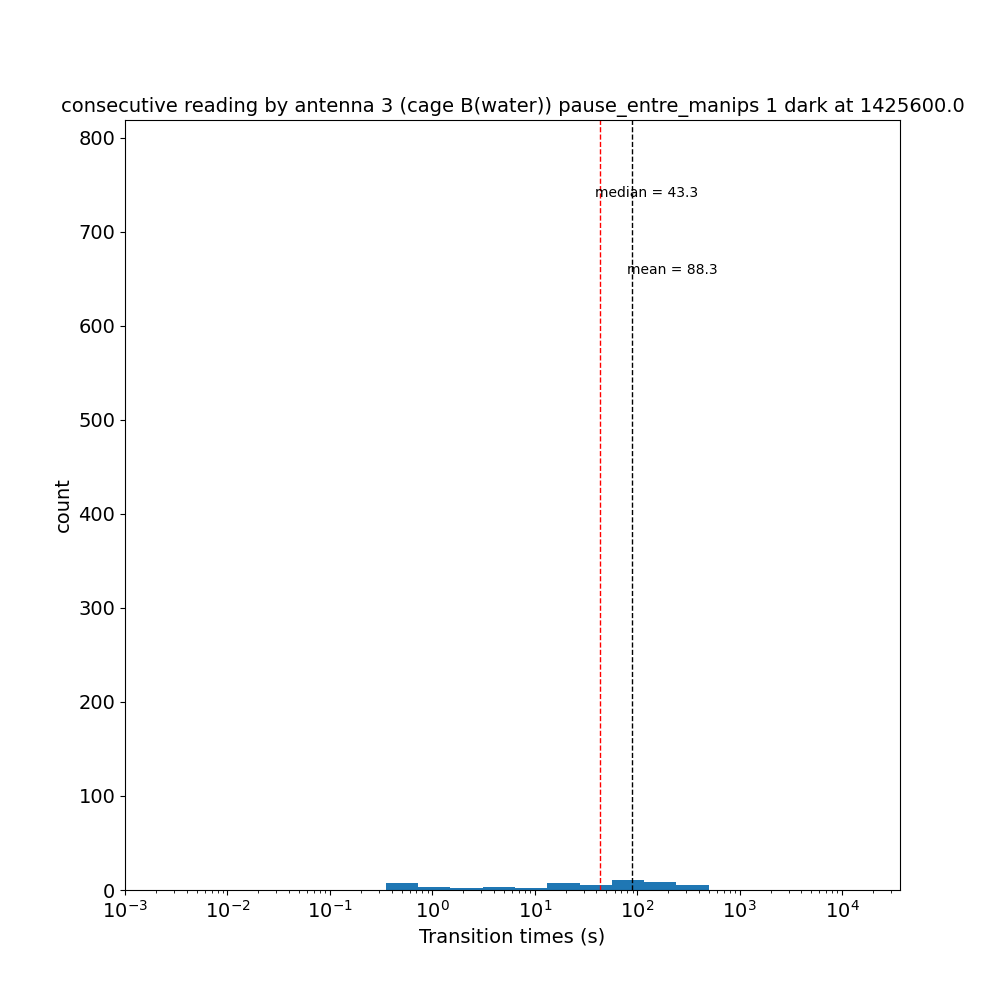 consecutive reading by antenna 3 (cage B(water)) pause_entre_manips 1 dark at 1425600.0
800
median = 43.3
700
mean = 88.3
600
500
count
400
300
200
100
0
10⁻³ 10⁻² 10⁻¹ 10⁰ 10¹ 10² 10³ 10⁴
Transition times (s)